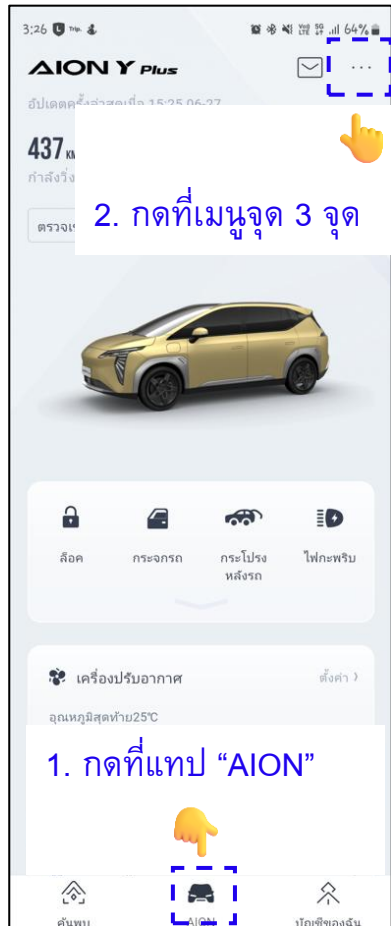 3:26
64%
AION Y Plus
...
อัปเดตครั้งล่าสุดเมื่อ 15:25 06-27
437 KM
กำลังวิ่ง
ตรวจ
2. กดที่เมนูจุด 3 จุด
ล็อค
กระจกรถ
กระโปรง
หลังรถ
ไฟกะพริบ
เครื่องปรับอากาศ
ตั้งค่า >
อุณหภูมิสุดท้าย25℃
1. กดที่แทป “AION”
ค้นพบ
AION
บัญชีของฉัน